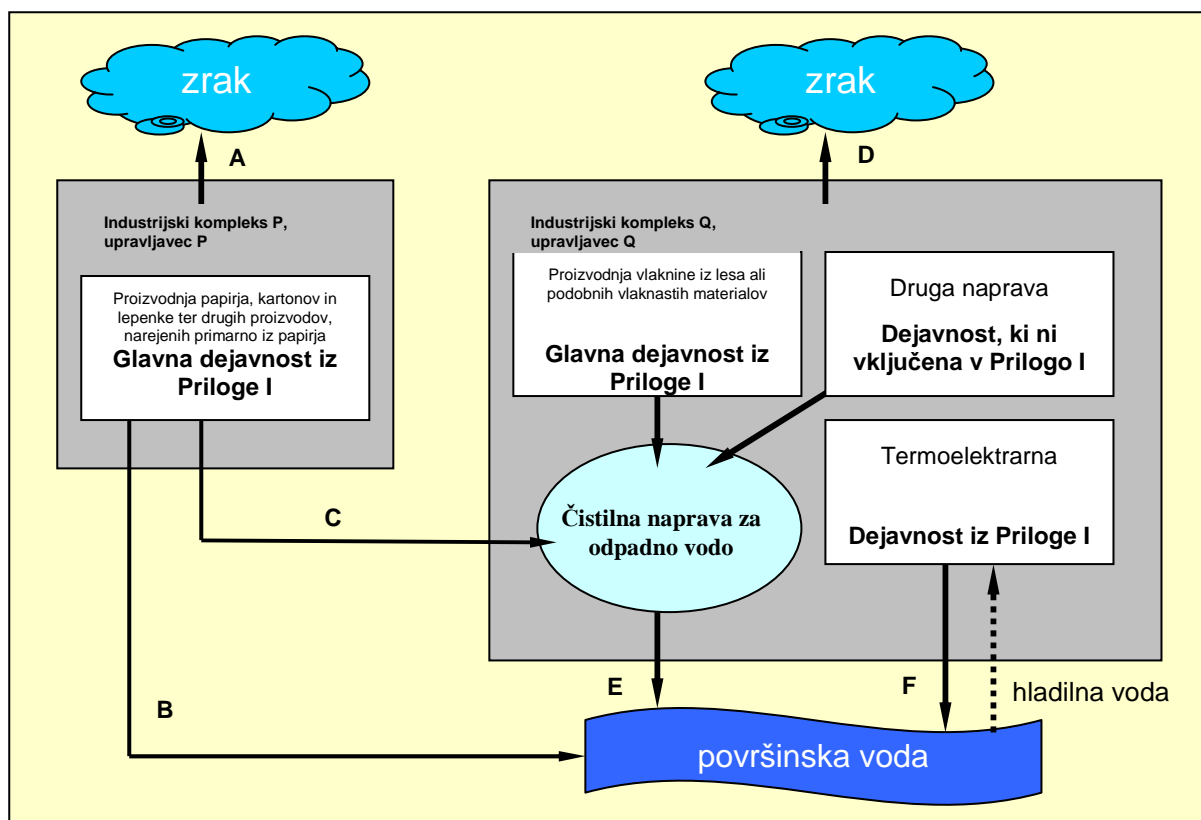 zrak
zrak
A
D
Industrijski kompleks P,
upravljavec P
Proizvodnja papirja, kartonov in
lepenke ter drugih proizvodov,
narejenih primarno iz papirja
Glavna dejavnost iz
Priloge I
Industrijski kompleks Q,
upravljavec Q
Proizvodnja vlaknine iz lesa ali
podobnih vlaknastih materialov
Glavna dejavnost iz
Priloge I
Druga naprava
Dejavnost, ki ni
vključena v Prilogo I
Termoelektrarna
Dejavnost iz Priloge I
C
Čistilna naprava za
odpadno vodo
B
E
F
hladilna voda
površinska voda